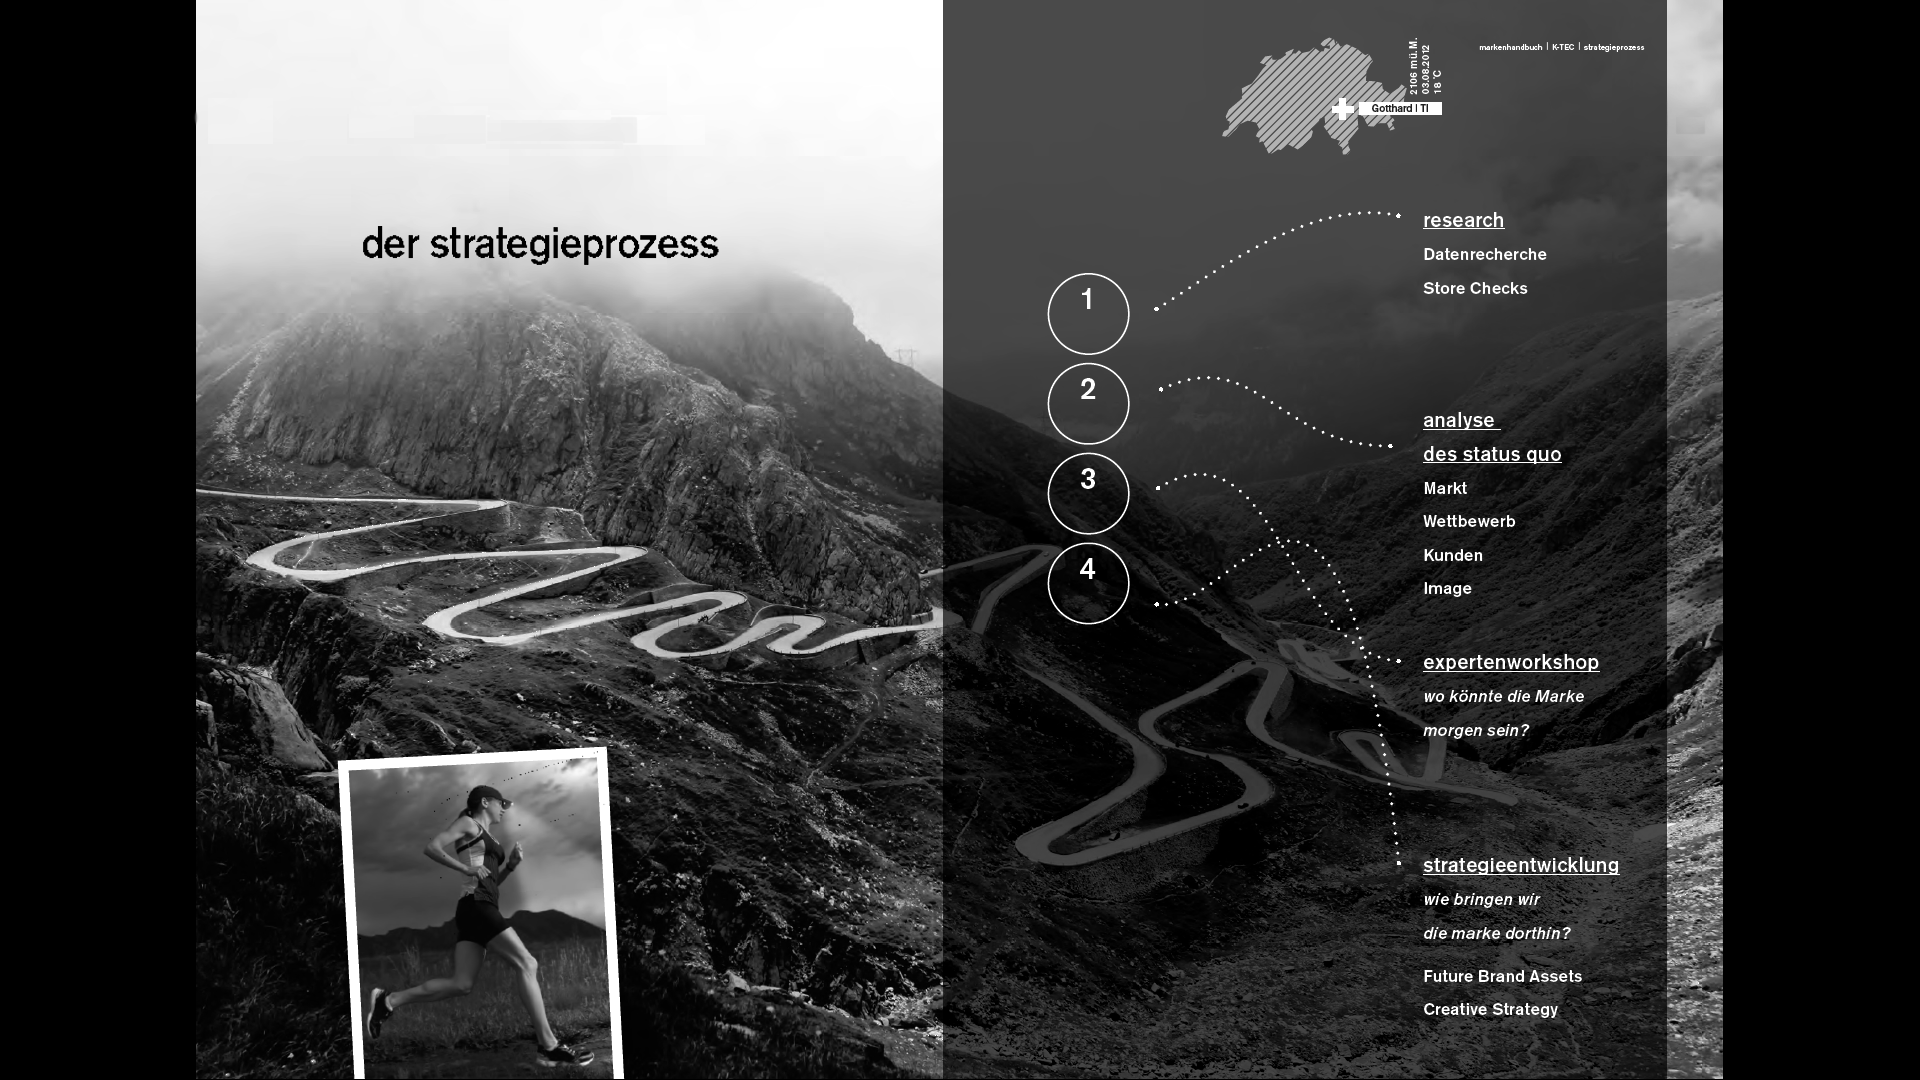 der strategieprozess
2106 mü.M.
03.08.2012
18 °C
Gotthard | TI
markenhandbuch | K-TEC | strategieprozess
1
2
3
4
research
Datenrecherche
Store Checks
analyse
des status quo
Markt
Wettbewerb
Kunden
Image
expertenworkshop
wo könnte die Marke
morgen sein?
strategieentwicklung
wie bringen wir
die marke dorthin?
Future Brand Assets
Creative Strategy